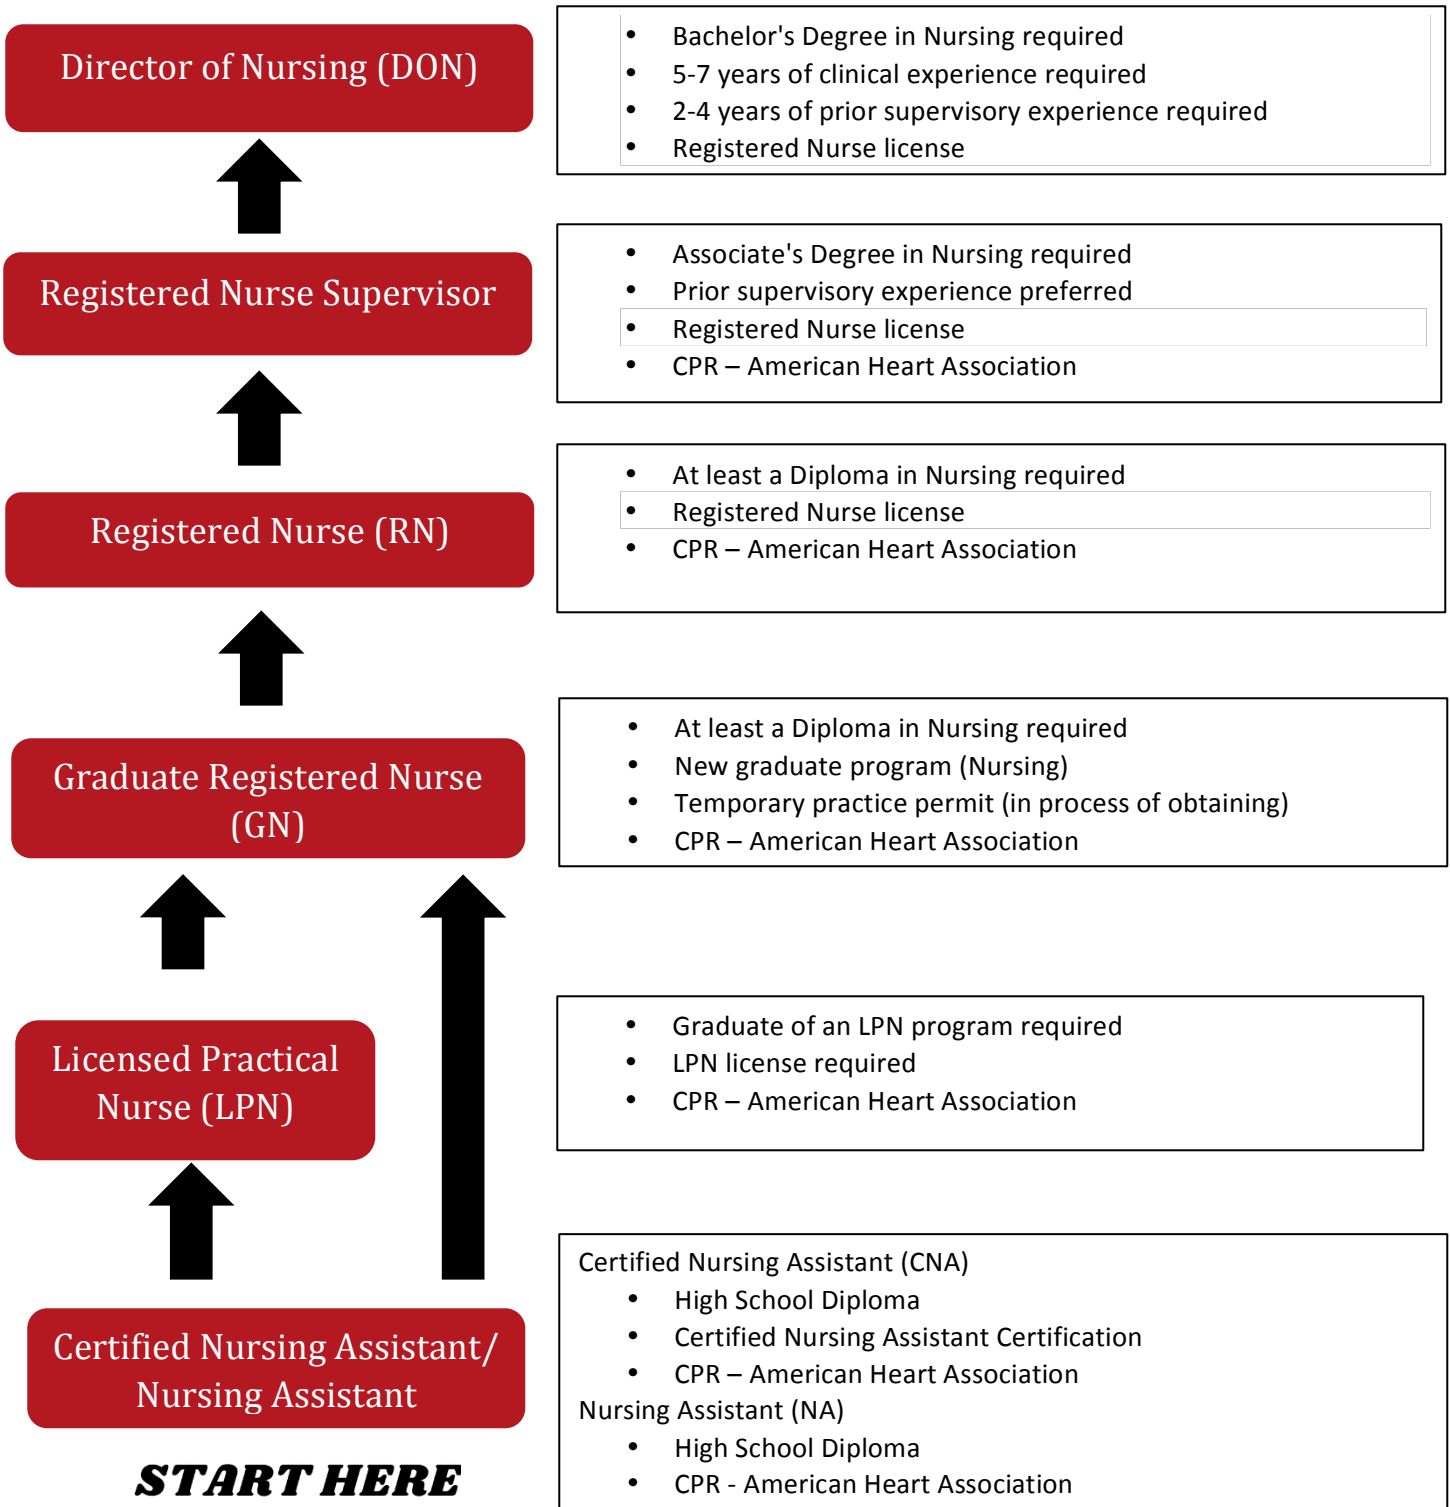 Director of Nursing (DON)
• Bachelor's Degree in Nursing required
• 5-7 years of clinical experience required
• 2-4 years of prior supervisory experience required
• Registered Nurse license
Registered Nurse Supervisor
• Associate's Degree in Nursing required
• Prior supervisory experience preferred
• Registered Nurse license
• CPR – American Heart Association
Registered Nurse (RN)
• At least a Diploma in Nursing required
• Registered Nurse license
• CPR – American Heart Association
Graduate Registered Nurse
(GN)
• At least a Diploma in Nursing required
• New graduate program (Nursing)
• Temporary practice permit (in process of obtaining)
• CPR – American Heart Association
Licensed Practical
Nurse (LPN)
• Graduate of an LPN program required
• LPN license required
• CPR – American Heart Association
Certified Nursing Assistant/
Nursing Assistant
Certified Nursing Assistant (CNA)
• High School Diploma
• Certified Nursing Assistant Certification
• CPR – American Heart Association
Nursing Assistant (NA)
• High School Diploma
• CPR - American Heart Association
START HERE